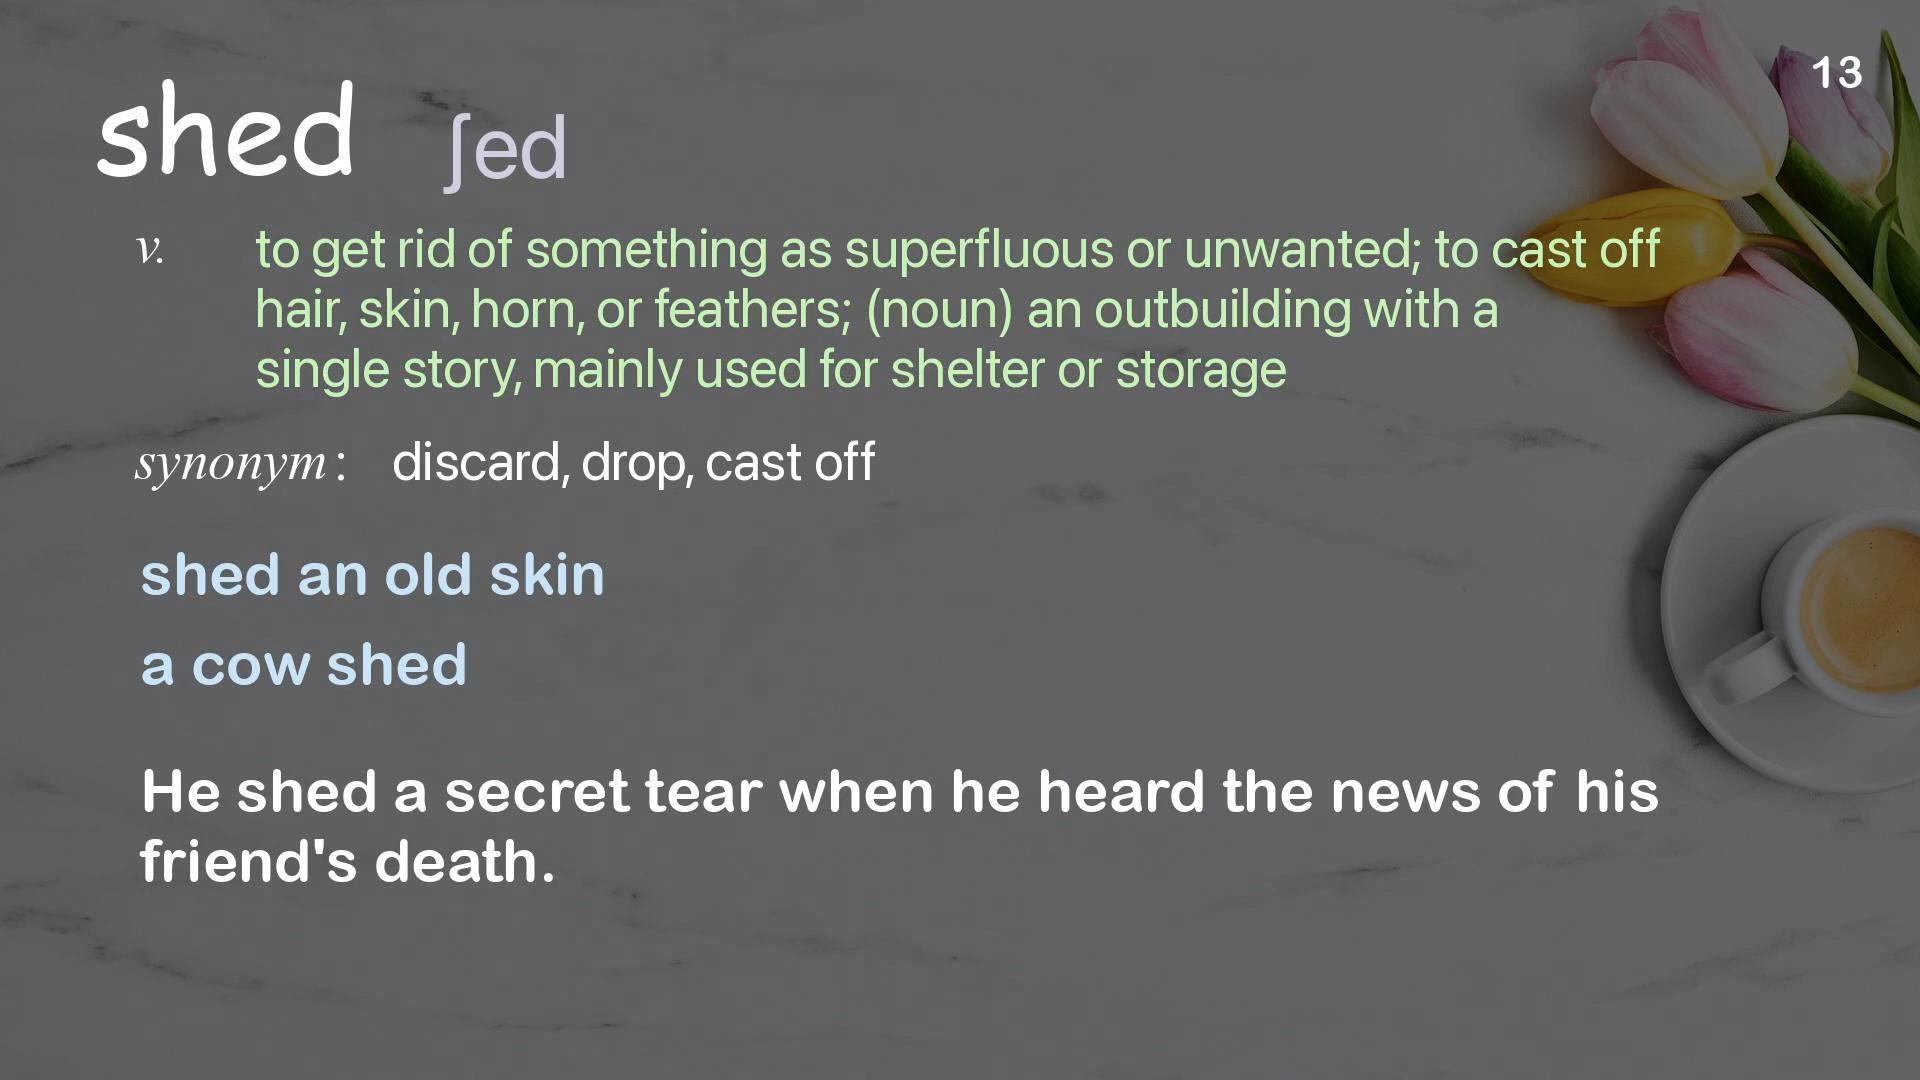 13
shed ʃed
v. to get rid of something as superfluous or unwanted; to cast off
hair, skin, horn, or feathers; (noun) an outbuilding with a
single story, mainly used for shelter or storage
synonym : discard, drop, cast off
shed an old skin
a cow shed
He shed a secret tear when he heard the news of his
friend's death.